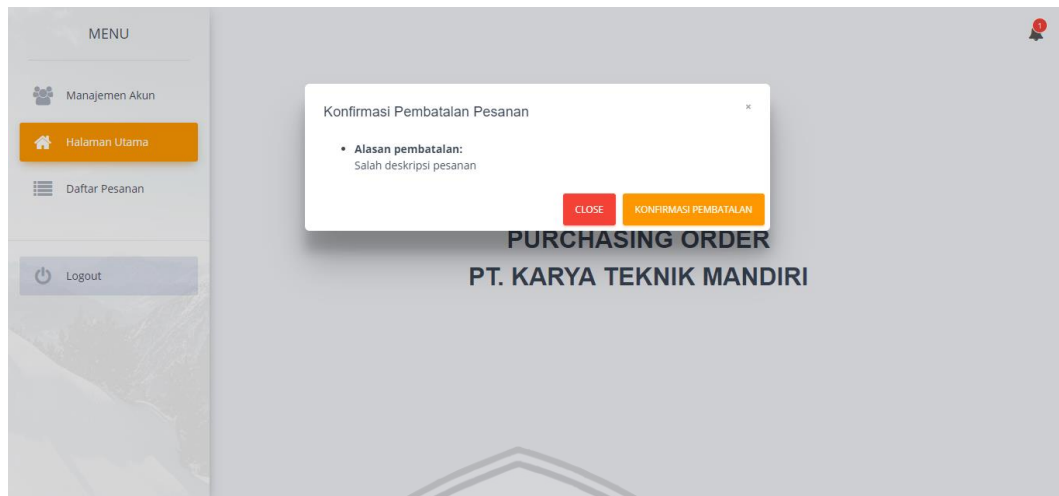 MENU
1
Manajemen Akun
Halaman Utama
Daftar Pesanan
Logout
Konfirmasi Pembatalan Pesanan
×
Alasan pembatalan:
Salah deskripsi pesanan
CLOSE
KONFIRMASI PEMBATALAN
PURCHASING ORDER
PT. KARYA TEKNIK MANDIRI